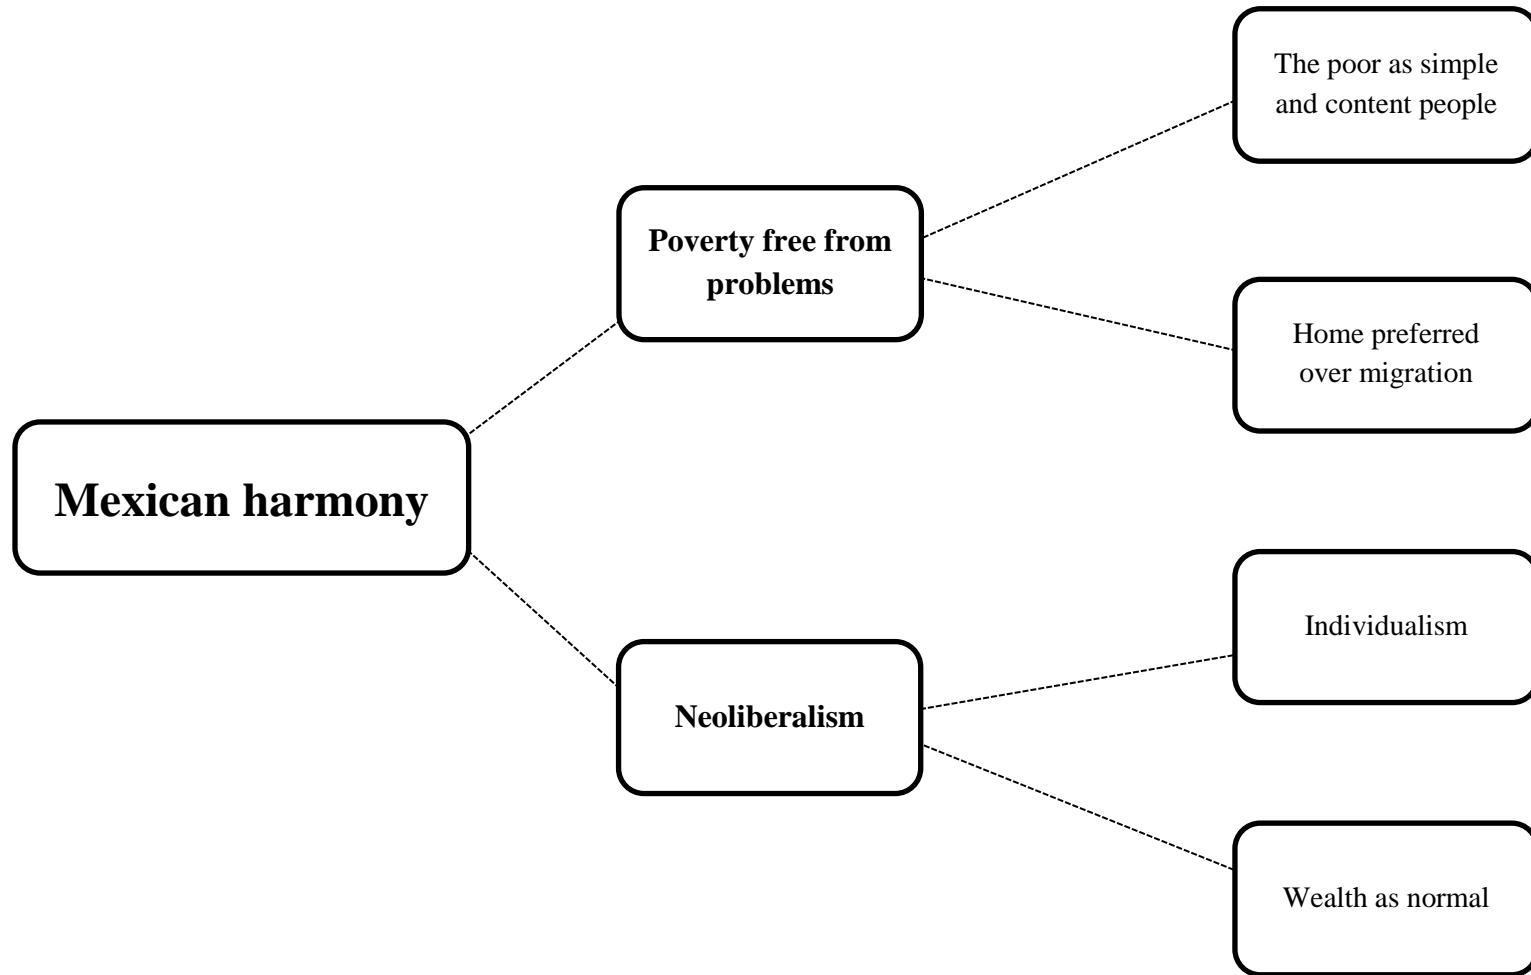 The poor as simple
and content people
Poverty free from
problems
Home preferred
over migration
Mexican harmony
Individualism
Neoliberalism
Wealth as normal